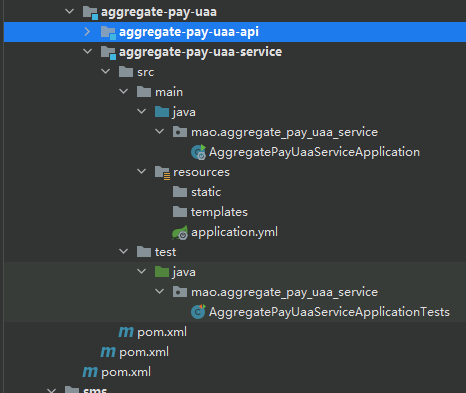 aggregate-pay-uaa
aggregate-pay-uaa-api
aggregate-pay-uaa-service
src
main
java
mao.aggregate_pay_uaa_service
AggregatePayUaaServiceApplication
resources
static
templates
application.yml
test
java
mao.aggregate_pay_uaa_service
AggregatePayUaaServiceApplicationTests
pom.xml
pom.xml
pom.xml
sms